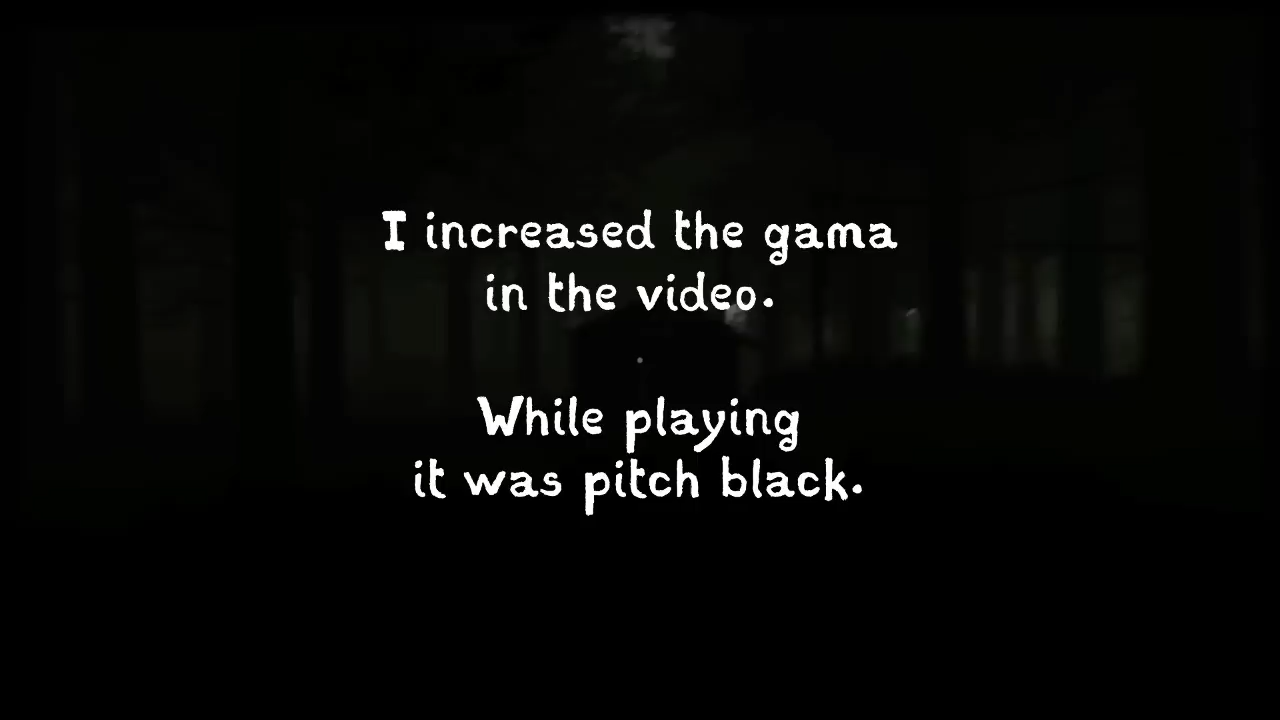 I increased the gama
in the video.
While playing
it was pitch black.